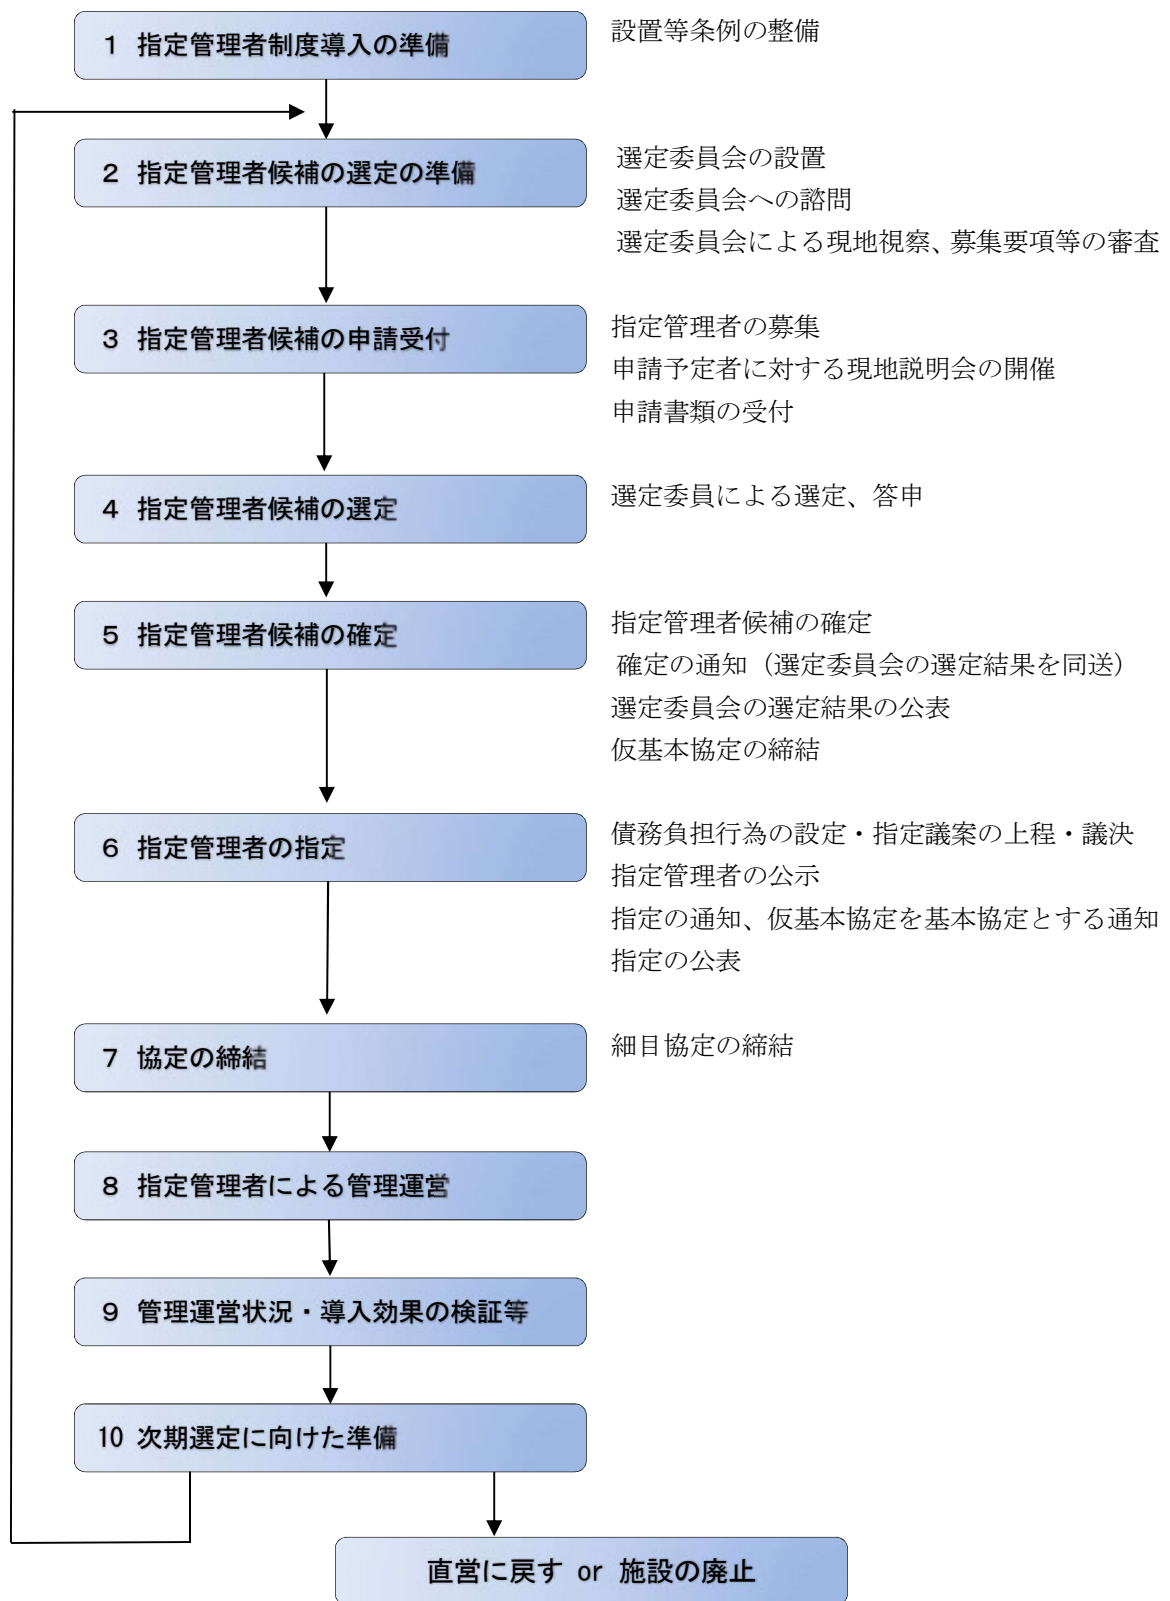 1 指定管理者制度導入の準備
設置等条例の整備
2 指定管理者候補の選定の準備
選定委員会の設置
選定委員会への諮問
選定委員会による現地視察、募集要項等の審査
3 指定管理者候補の申請受付
指定管理者の募集
申請予定者に対する現地説明会の開催
申請書類の受付
4 指定管理者候補の選定
選定委員による選定、答申
5 指定管理者候補の確定
指定管理者候補の確定
確定の通知（選定委員会の選定結果を同送）
選定委員会の選定結果の公表
仮基本協定の締結
6 指定管理者の指定
債務負担行為の設定・指定議案の上程・議決
指定管理者の公示
指定の通知、仮基本協定を基本協定とする通知
指定の公表
7 協定の締結
細目協定の締結
8 指定管理者による管理運営
9 管理運営状況・導入効果の検証等
10 次期選定に向けた準備
直営に戻す or 施設の廃止